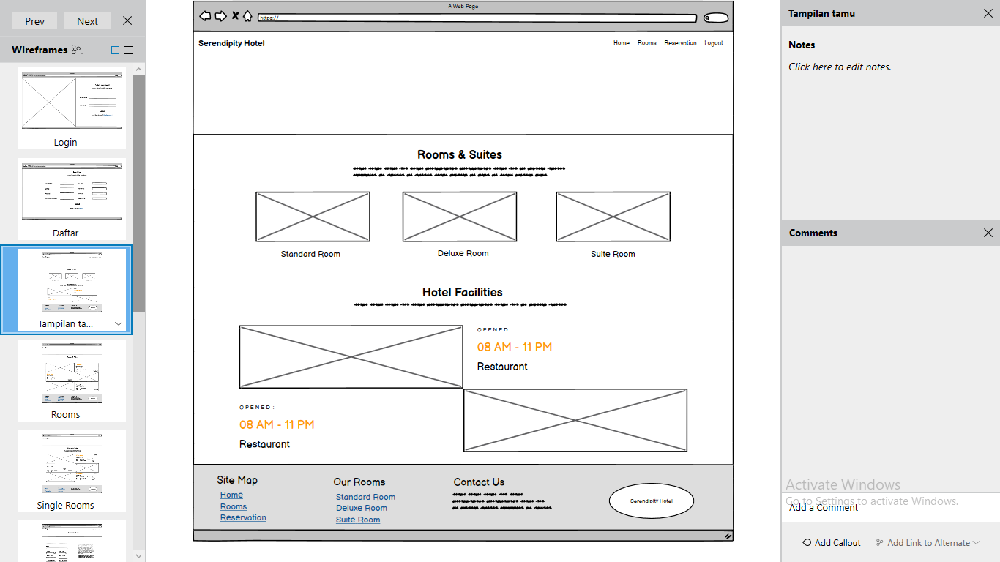 Prev
Next
Wireframes
Login
Daftar
Tampilan ta...
Rooms
Single Rooms
A Web Page
https://
Serendipity Hotel
Home
Rooms
Reservation
Logout
Rooms & Suites
Standard Room
Deluxe Room
Suite Room
Hotel Facilities
OPENED:
08 AM - 11 PM
Restaurant
OPENED:
08 AM - 11 PM
Restaurant
Site Map
Home
Rooms
Reservation
Our Rooms
Standard Room
Deluxe Room
Suite Room
Contact Us
Serendipity Hotel
Tampilan tamu
Notes
Click here to edit notes.
Comments
Activate Windows
Go to Settings to activate Windows.
Add a Comment
Add Callout
Add Link to Alternate